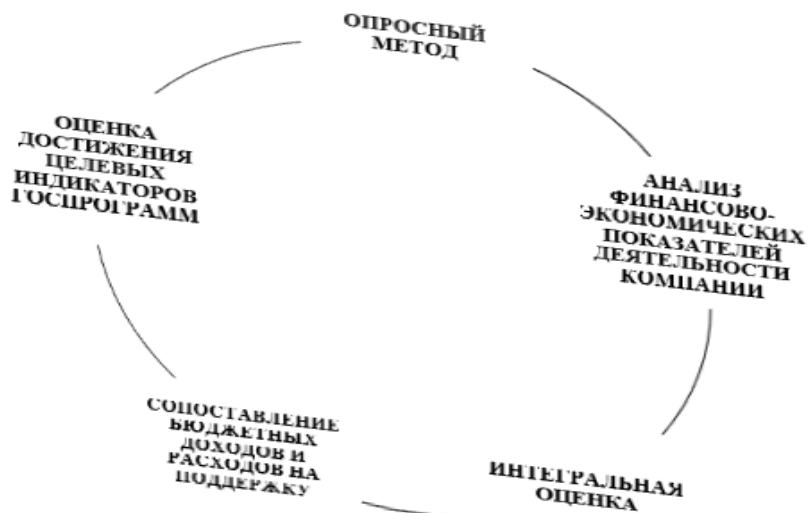 ОПРОСНЫЙ
МЕТОД
АНАЛИЗ
ФИНАНСОВО-
ЭКОНОМИЧЕСКИХ
ПОКАЗАТЕЛЕЙ
ДЕЯТЕЛЬНОСТИ
КОМПАНИИ
ИНТЕГРАЛЬНАЯ
ОЦЕНКА
СОПОСТАВЛЕНИЕ
БЮДЖЕТНЫХ
ДОХОДОВ И
РАСХОДОВ НА
ПОДДЕРЖКУ
ОЦЕНКА
ДОСТИЖЕНИЯ
ЦЕЛЕВЫХ
ИНДИКАТОРОВ
ГОСПРОГРАММ